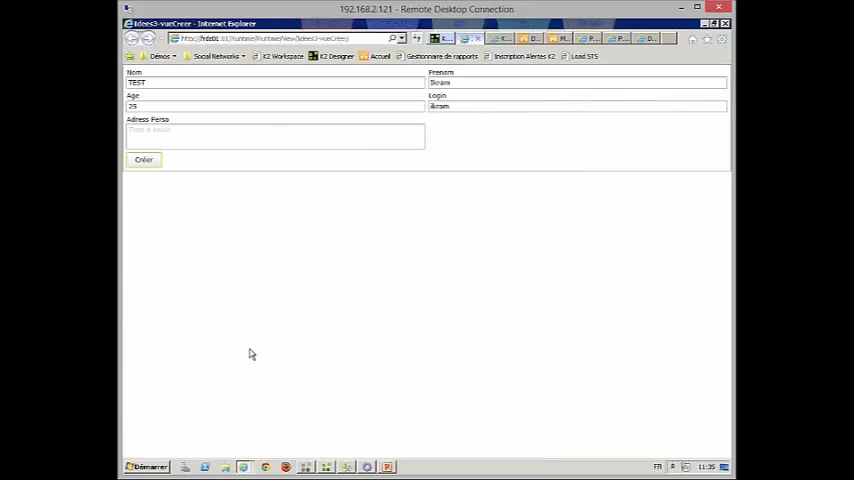 192.168.2.121 - Remote Desktop Connection
Idees3-vueCreer - Internet Explorer
K... K... D... M... P... P... D...
Démos Social Networks K2 Workspace K2 Designer Accueil Gestionnaire de rapports Inscription Alertes K2 Load STS
Nom Prenom
TEST Ikram
Age Login
25 ikram
Adress Perso
Type a value
Créer
Démarrer FR 11:35